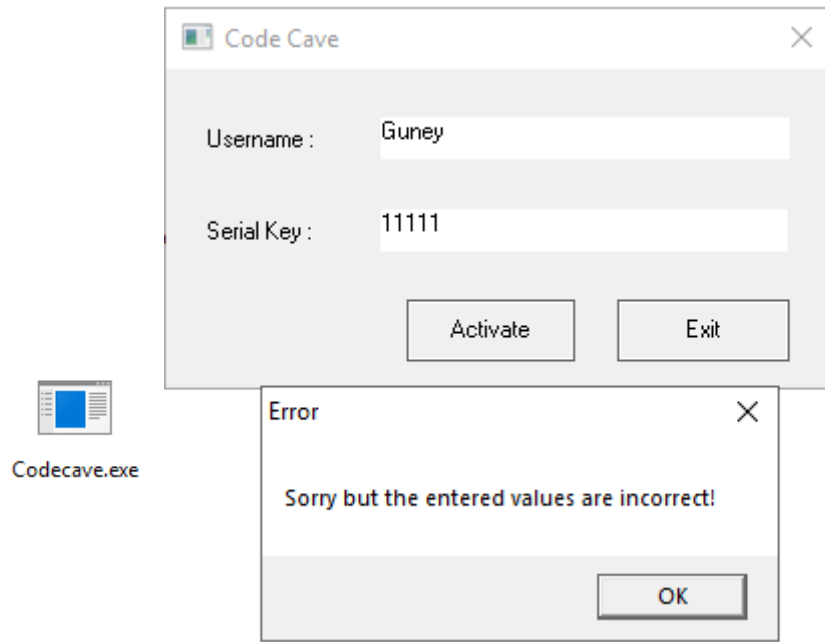 Code Cave
Username : Guney
Serial Key : 11111
Activate Exit
Codecave.exe
Error
Sorry but the entered values are incorrect!
OK